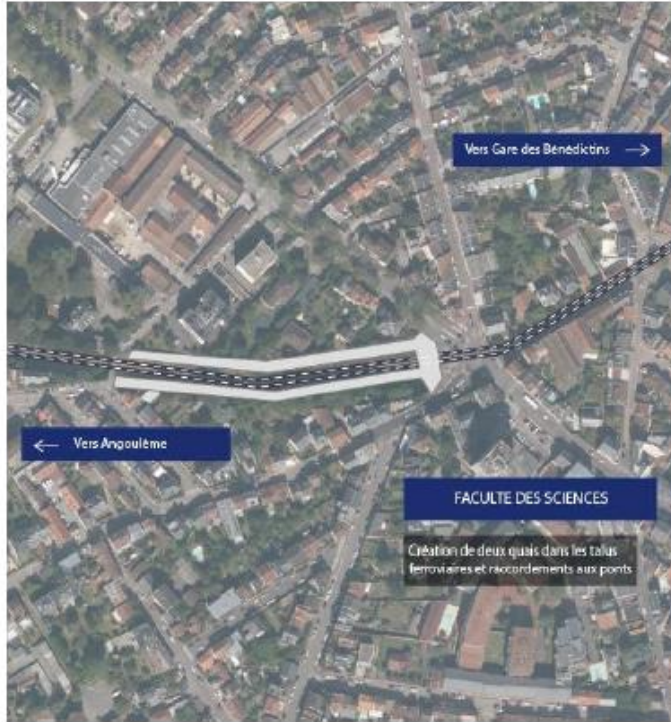 Vers Gare des Bénédictins →
← Vers Angoulême
FACULTE DES SCIENCES
Création de deux quais dans les talus
ferroviaires et raccordements aux ponts